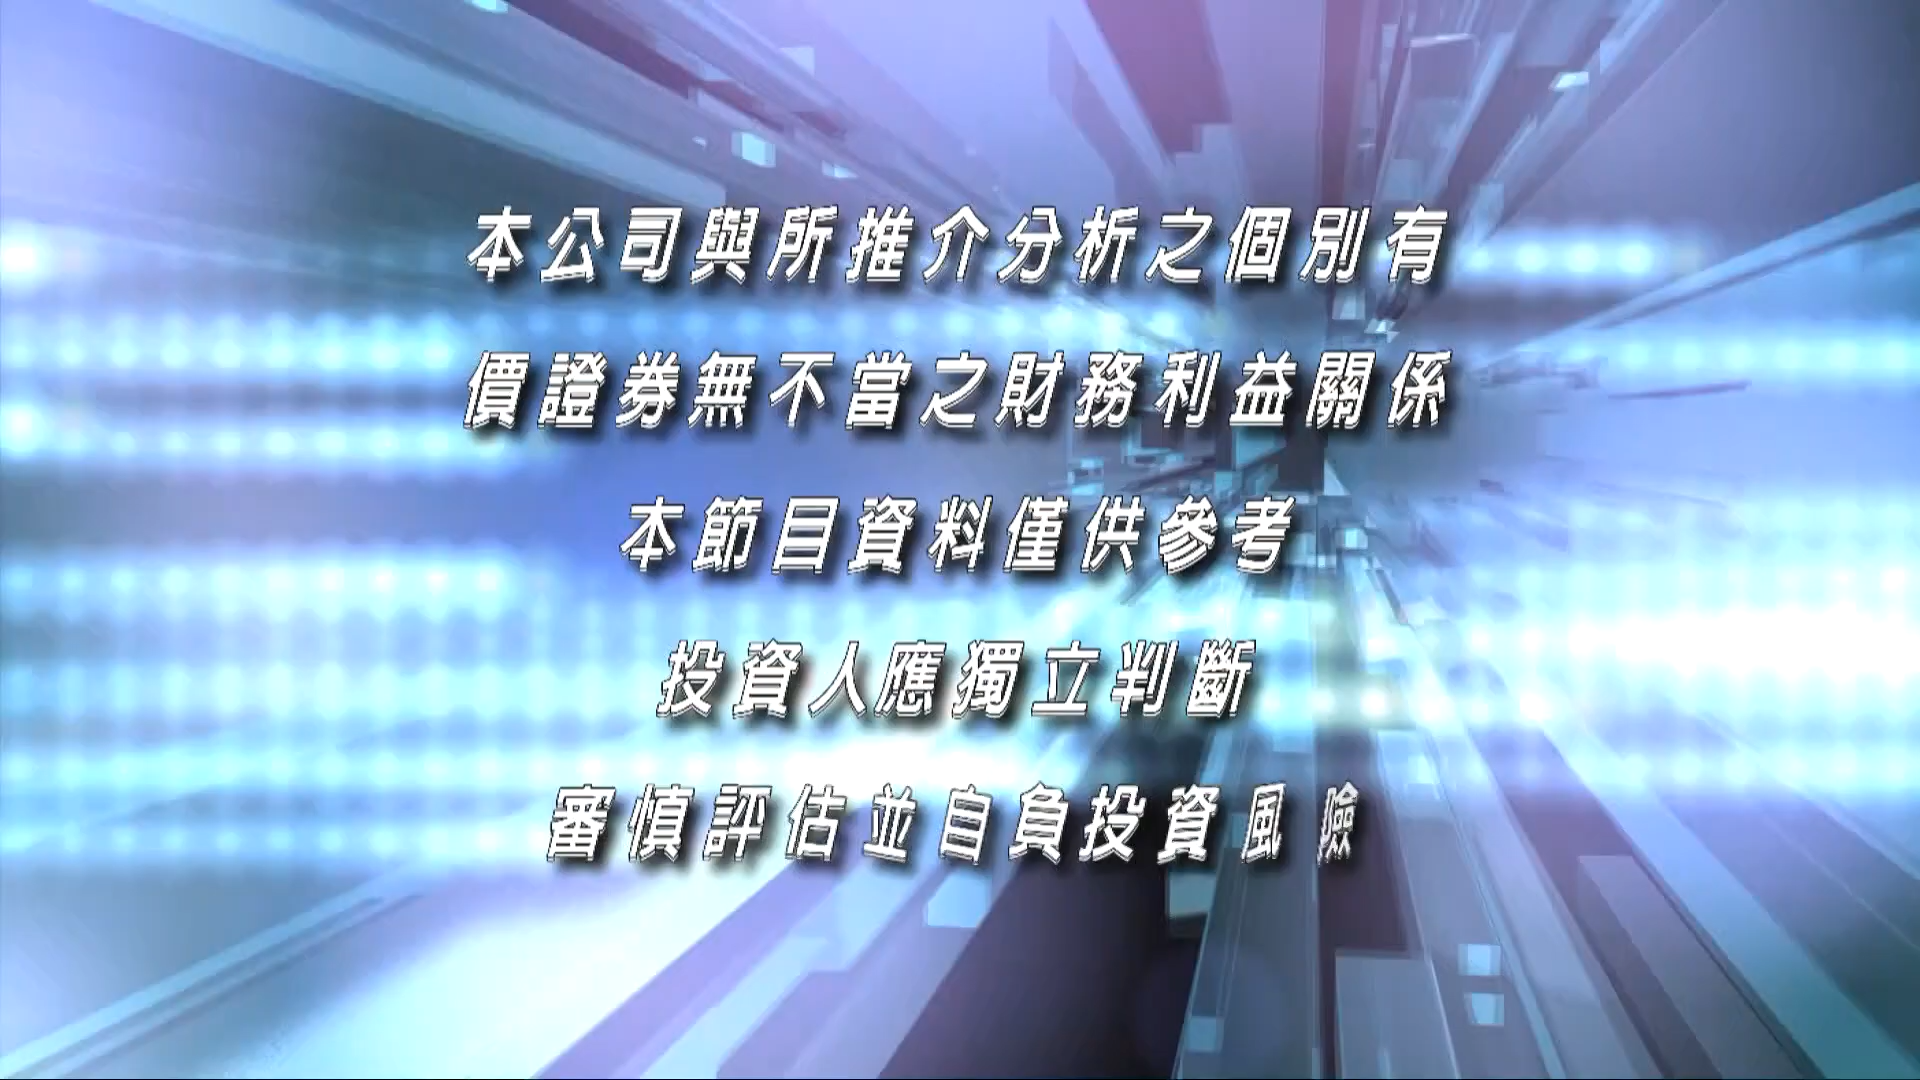 本公司與所推介分析之個別有
價證券無不當之財務利益關係
本節目資料僅供參考
投資人應獨立判斷
審慎評估並自負投資風險